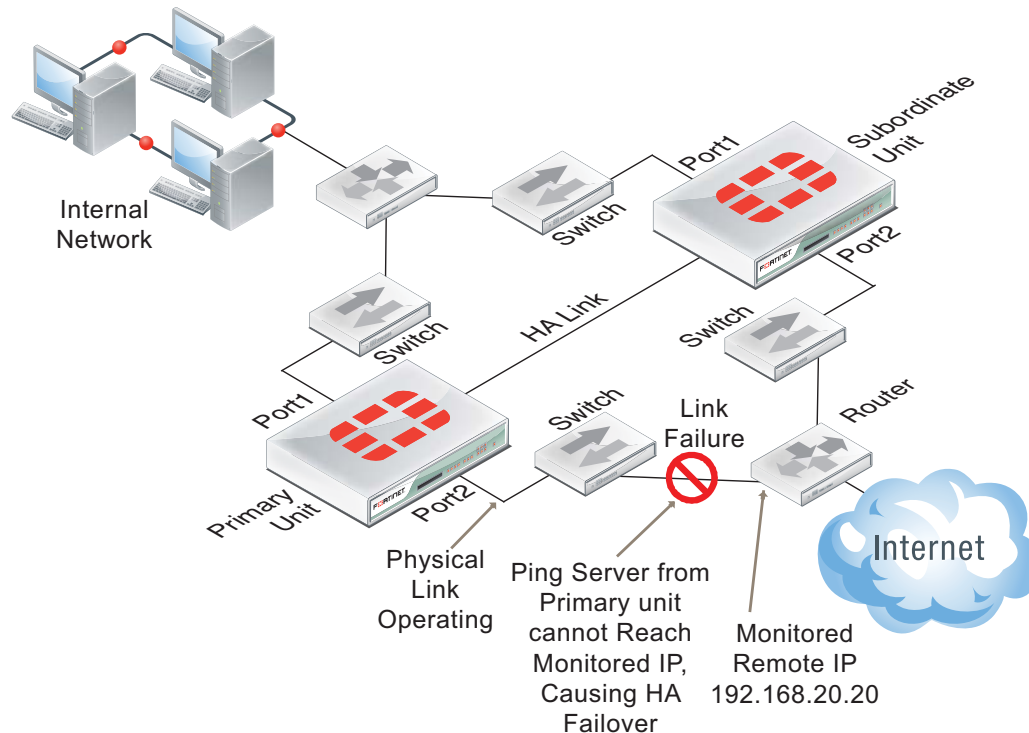 Internal
Network
Port1
Subordinate
Unit
Switch
FORTINET
Port2
HA Link
Switch
Switch
Port1
Switch
Link
Failure
Router
FORTINET
Primary
Unit
Port2
Internet
Physical
Link
Operating
Ping Server from
Primary unit
cannot Reach
Monitored IP,
Causing HA
Failover
Monitored
Remote IP
192.168.20.20